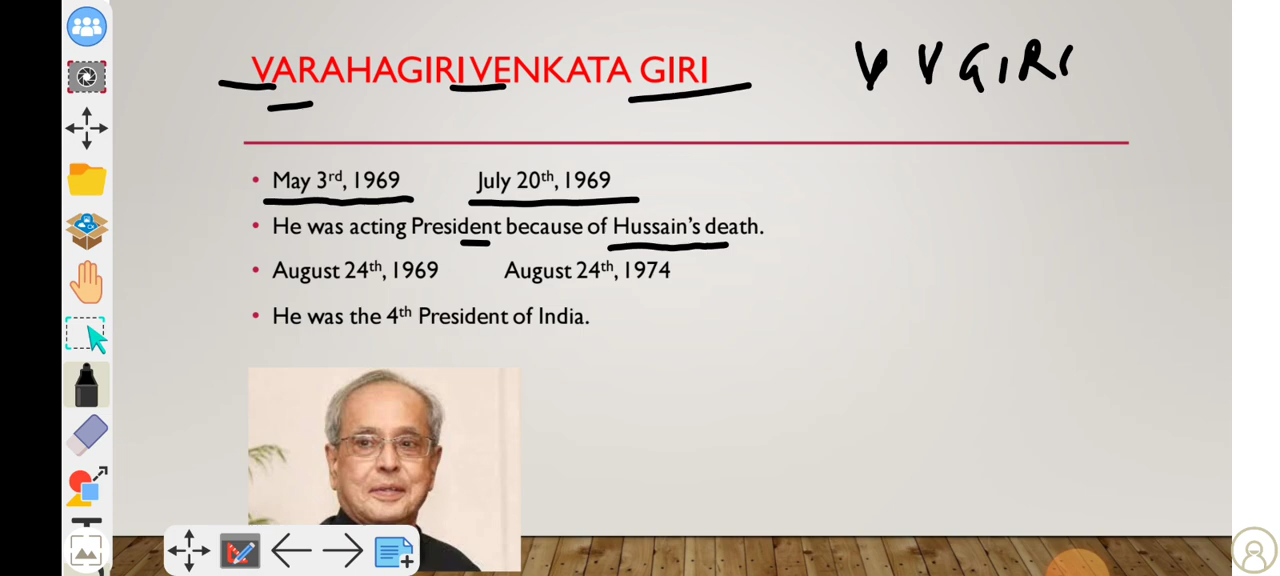 VARAHAGIRI VENKATA GIRI
V V GIRI
May 3rd, 1969 July 20th, 1969
He was acting President because of Hussain's death.
August 24th, 1969 August 24th, 1974
He was the 4th President of India.